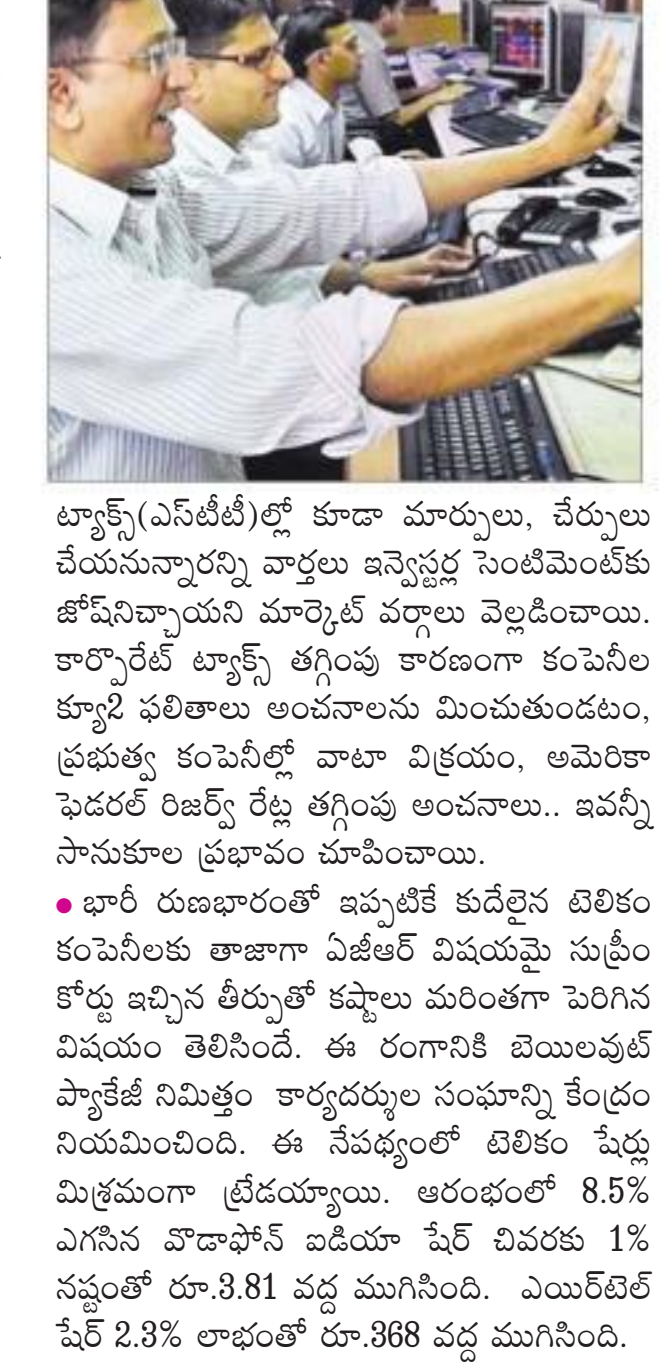 ట్యాక్స్(ఎస్‌టీటీ)ల్లో కూడా మార్పులు, చేర్పులు
చేయనున్నారన్ని వార్తలు ఇన్వెస్టర్ల సెంటిమెంట్‌కు
జోష్‌నిచ్చాయని మార్కెట్ వర్గాలు వెల్లడించాయి.
కార్పొరేట్ ట్యాక్స్ తగ్గింపు కారణంగా కంపెనీల
క్యూ2 ఫలితాలు అంచనాలను మించుతుండటం,
ప్రభుత్వ కంపెనీల్లో వాటా విక్రయం, అమెరికా
ఫెడరల్ రిజర్వ్ రేట్ల తగ్గింపు అంచనాలు.. ఇవన్నీ
సానుకూల ప్రభావం చూపించాయి.
● భారీ రుణభారంతో ఇప్పటికే కుదేలైన టెలికం
కంపెనీలకు తాజాగా ఏజీఆర్ విషయమై సుప్రీం
కోర్టు ఇచ్చిన తీర్పుతో కష్టాలు మరింతగా పెరిగిన
విషయం తెలిసిందే. ఈ రంగానికి బెయిలవుట్
ప్యాకేజీ నిమిత్తం కార్యదర్శుల సంఘాన్ని కేంద్రం
నియమించింది. ఈ నేపథ్యంలో టెలికం షేర్లు
మిశ్రమంగా ట్రేడయ్యాయి. ఆరంభంలో 8.5%
ఎగసిన వొడాఫోన్ ఐడియా షేర్ చివరకు 1%
నష్టంతో రూ.3.81 వద్ద ముగిసింది. ఎయిర్‌టెల్
షేర్ 2.3% లాభంతో రూ.368 వద్ద ముగిసింది.